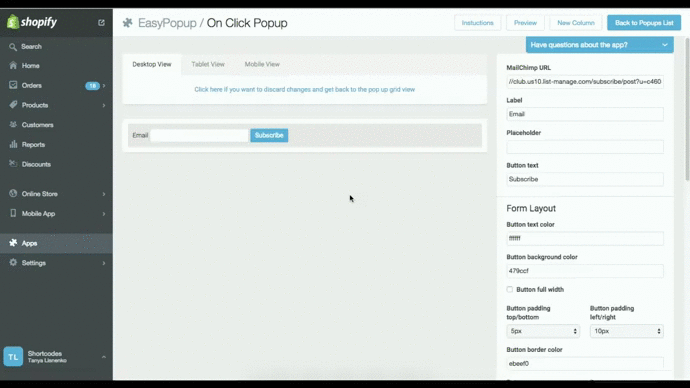 shopify
EasyPopup / On Click Popup
Instuctions
Preview
New Column
Back to Popups List
Have questions about the app?
Search
Home
Orders
18
Products
Customers
Reports
Discounts
Online Store
Mobile App
Apps
Settings
TL
Shortcodes
Tanya Lisnenko
Desktop View
Tablet View
Mobile View
Click here if you want to discard changes and get back to the pop up grid view
Email
Subscribe
MailChimp URL
//club.us10.list-manage.com/subscribe/post?u=c460
Label
Email
Placeholder
Button text
Subscribe
Form Layout
Button text color
ffffff
Button background color
479ccf
Button full width
Button padding top/bottom
Button padding left/right
5px
10px
Button border color
ebeef0